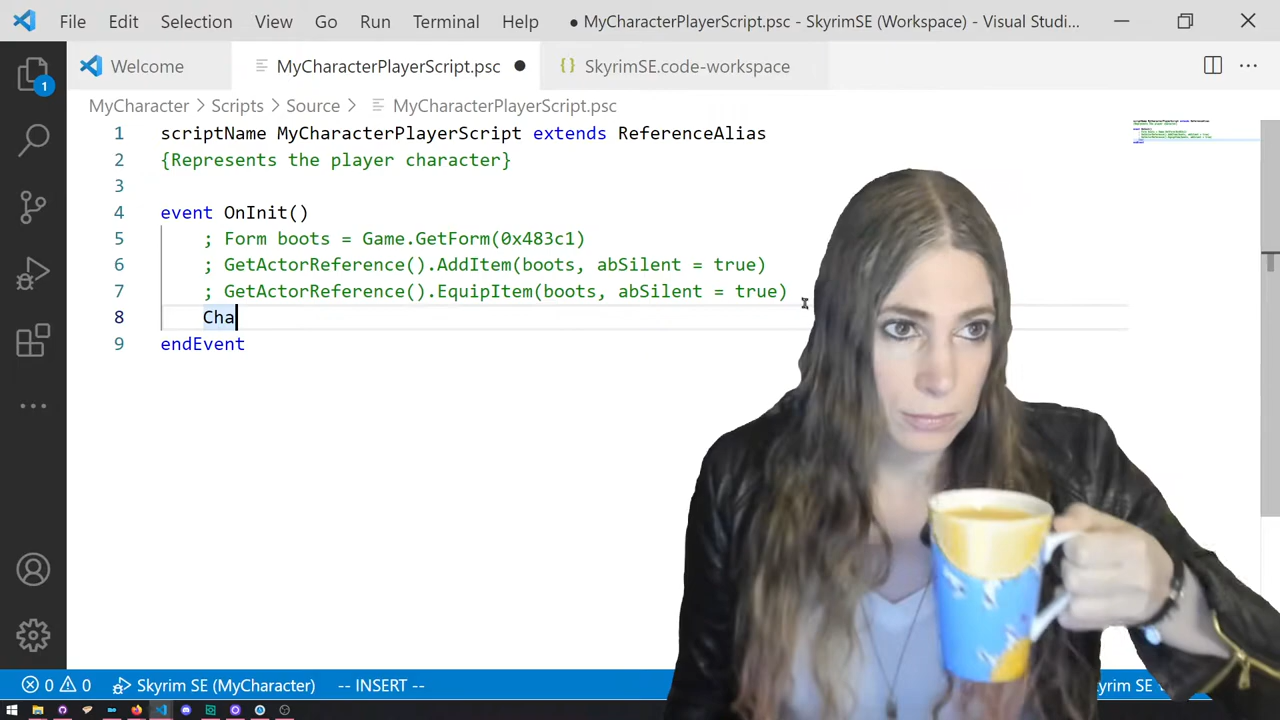 File Edit Selection View Go Run Terminal Help ● MyCharacterPlayerScript.psc - SkyrimSE (Workspace) - Visual Studi...
Welcome MyCharacterPlayerScript.psc ● {} SkyrimSE.code-workspace
MyCharacter > Scripts > Source > MyCharacterPlayerScript.psc
1 scriptName MyCharacterPlayerScript extends ReferenceAlias
2 {Represents the player character}
3
4 event OnInit()
5 ; Form boots = Game.GetForm(0x483c1)
6 ; GetActorReference().AddItem(boots, abSilent = true)
7 ; GetActorReference().EquipItem(boots, abSilent = true)
8 Cha
9 endEvent
1
0 0 Skyrim SE (MyCharacter) -- INSERT -- kyrim SE